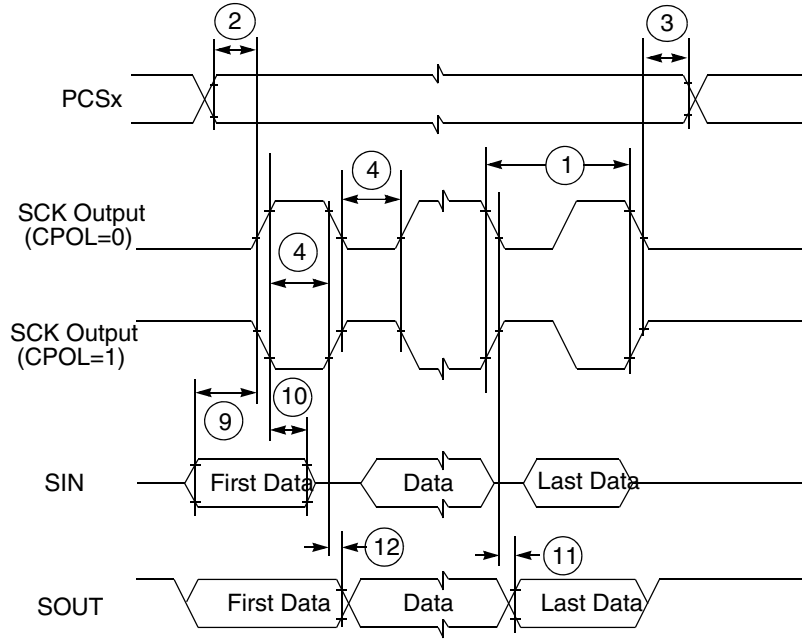 2
3
PCSx
1
4
SCK Output
(CPOL=0)
4
SCK Output
(CPOL=1)
9
10
SIN
First Data
Data
Last Data
12
11
SOUT
First Data
Data
Last Data